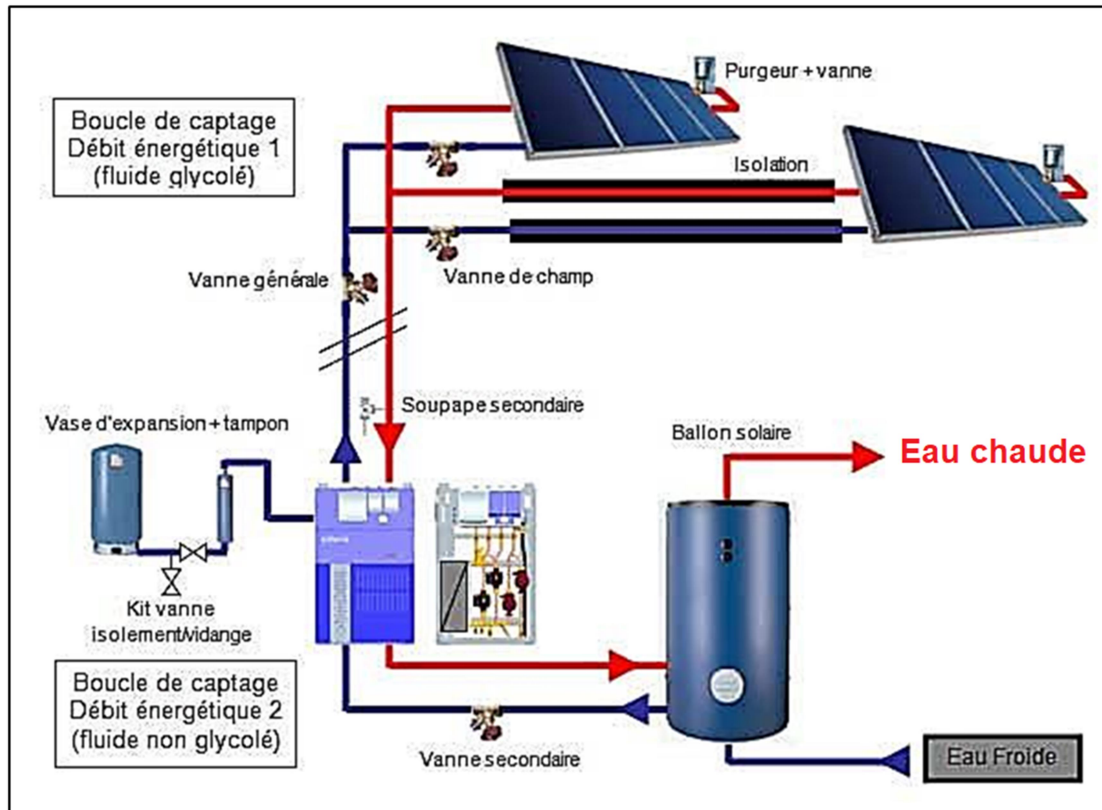 Purgeur + vanne
Boucle de captage
Débit énergétique 1
(fluide glycolé)
Isolation
Vanne générale
Vanne de champ
Soupape secondaire
Vase d'expansion + tampon
Ballon solaire
Eau chaude
Kit vanne
isolement/vidange
Boucle de captage
Débit énergétique 2
(fluide non glycolé)
Vanne secondaire
Eau Froide